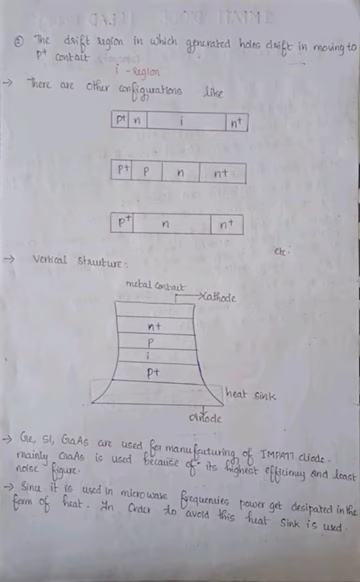 ② The drift region in which generated holes drift in moving to
p+ contact
i - Region
→ There are other configurations like
p+ n i n+
p+ p n n+
p+ n n+
etc.
→ Vertical Structure:
metal contact
→ Kathode
n+
p
i
p+
heat sink
anode
→ Ge, Si, GaAs are used for manufacturing of IMPATT diode.
mainly GaAs is used because of its highest efficiency and least
noise figure.
→ Since it is used in microwave frequencies power get desipated in the
form of heat. In order to avoid this heat sink is used.